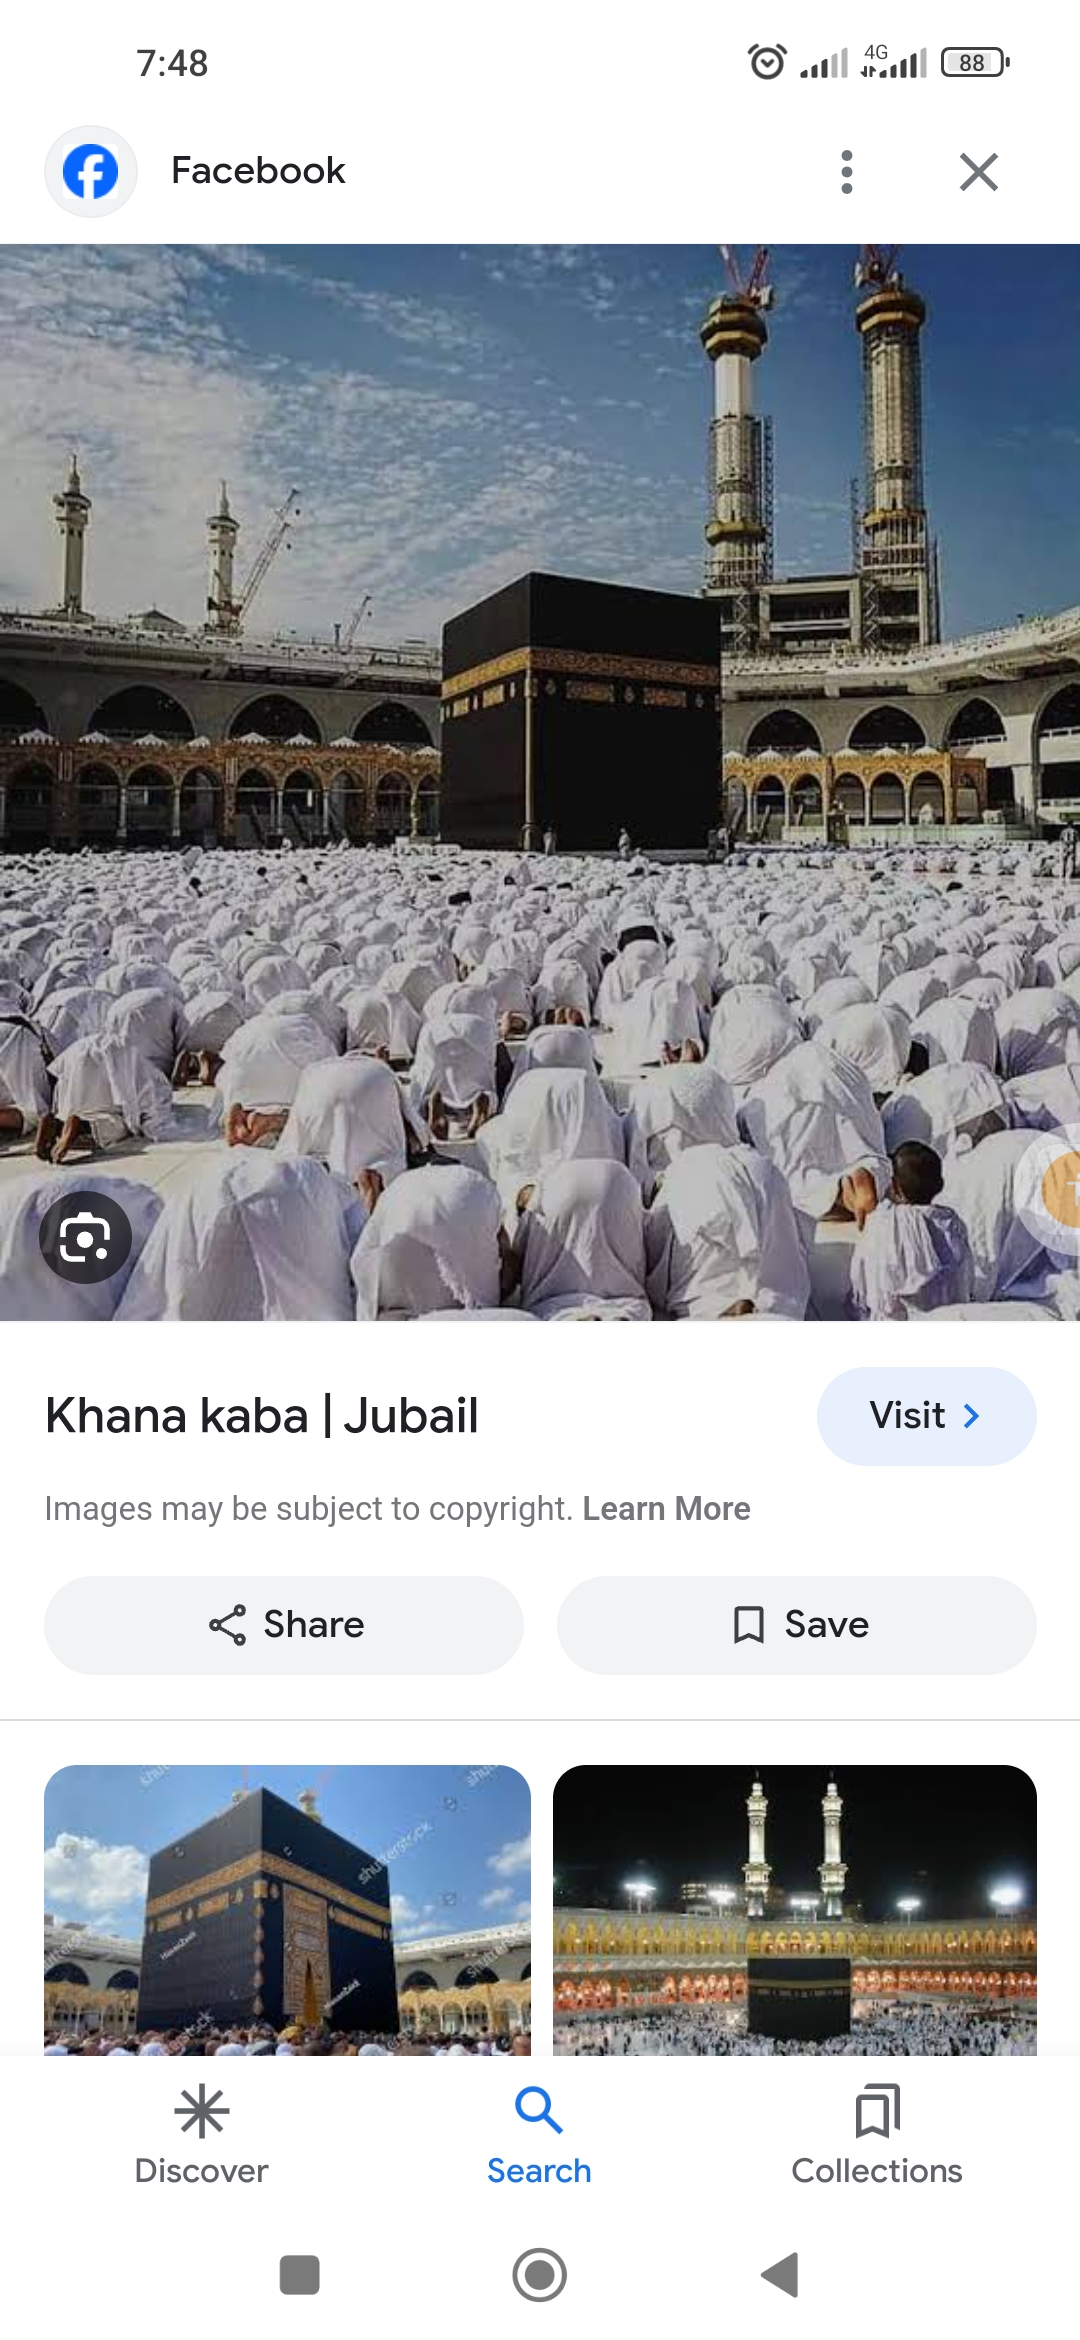 7:48
4G
88
Facebook
Khana kaba | Jubail
Visit
Images may be subject to copyright. Learn More
Share
Save
shutterstock
Discover
Search
Collections